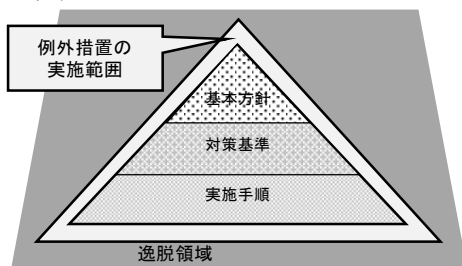 例外措置の
実施範囲
基本方針
対策基準
実施手順
逸脱領域